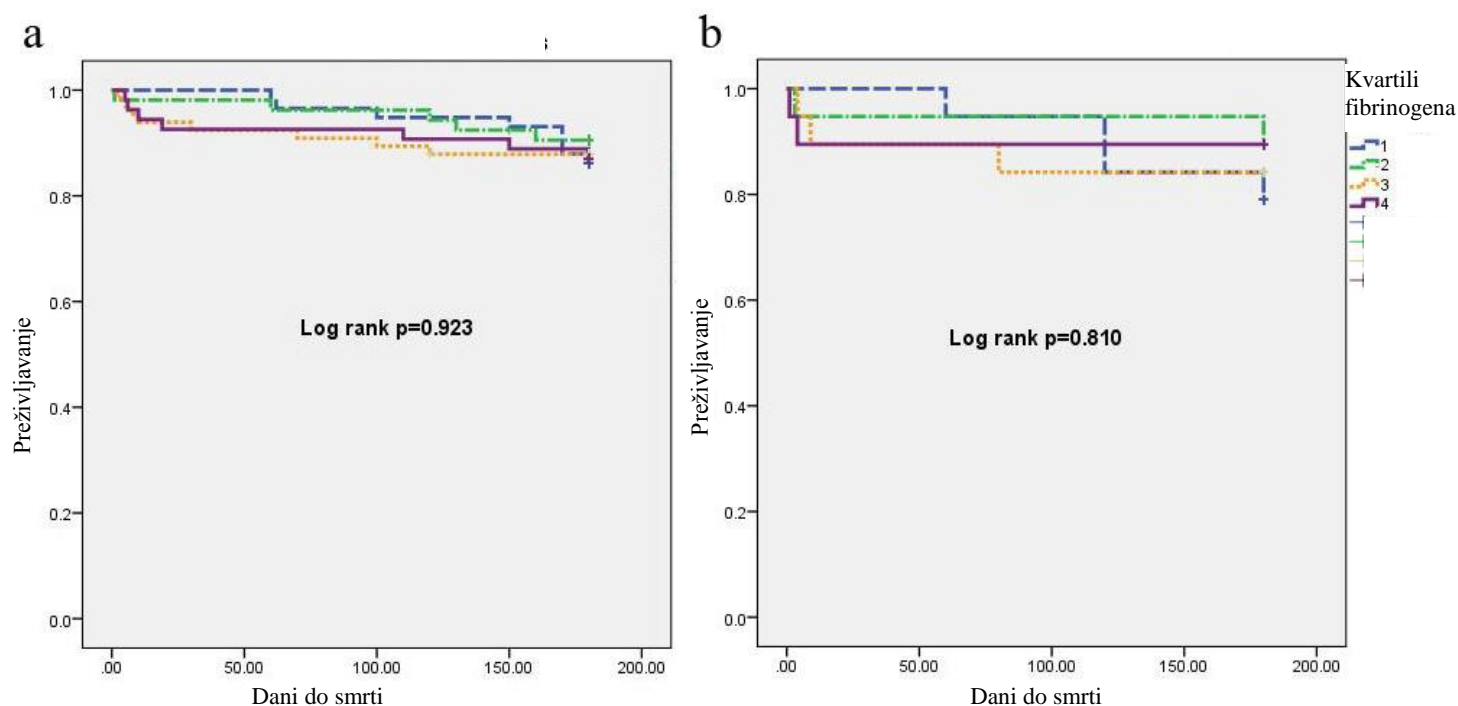 a
b
Preživljavanje
1.0
0.8
0.6
0.4
0.2
0.0
Log rank p=0.923
.00 50.00 100.00 150.00 200.00
Dani do smrti
Preživljavanje
1.0
0.8
0.6
0.4
0.2
0.0
Log rank p=0.810
.00 50.00 100.00 150.00 200.00
Dani do smrti
Kvartili
fibrinogena
1
2
3
4